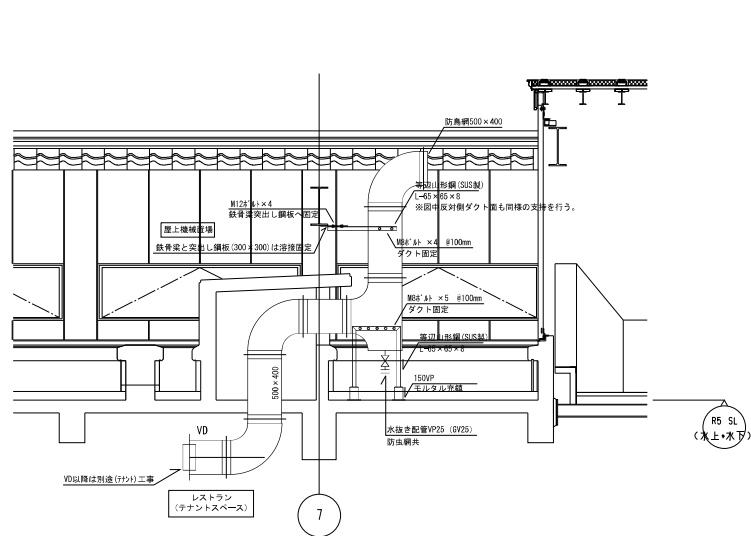 防鳥網500×400
等辺山形鋼(SUS製)
L-65×65×8
※図中反対側ダクト面も同様の支持を行う。
M12ボルト×4
鉄骨梁突出し鋼板へ固定
屋上機械置場
鉄骨梁と突出し鋼板(300×300)は溶接固定
M8ボルト ×4 @100mm
ダクト固定
M8ボルト ×5 @100mm
ダクト固定
等辺山形鋼(SUS製)
L-65×65×8
500×400
150VP
モルタル充填
水抜き配管VP25 (GV25)
防虫網共
VD
VD以降は別途(テナント)工事
レストラン
(テナントスペース)
7
R5 SL
(水上・水下)